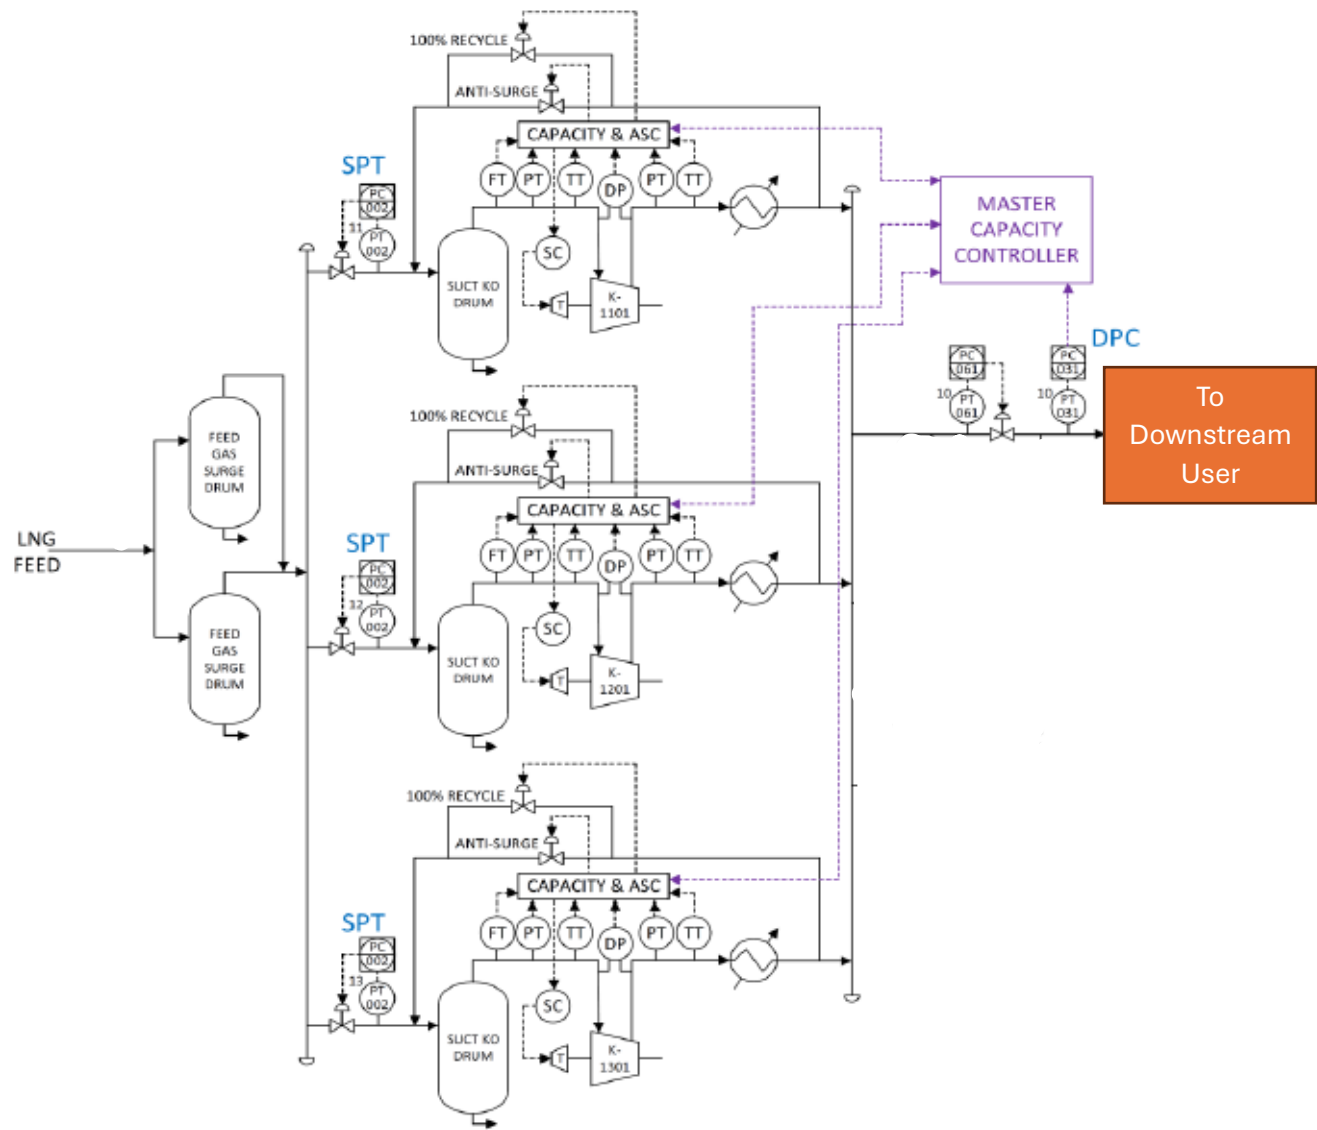 100% RECYCLE
ANTI-SURGE
CAPACITY & ASC
SPT
PC
002
11
PT
002
FT
PT
TT
DP
PT
TT
SC
SUCT KO
DRUM
T
K-
1101
MASTER
CAPACITY
CONTROLLER
DPC
PC
061
10
PT
061
PC
031
10
PT
031
To
Downstream
User
FEED
GAS
SURGE
DRUM
LNG
FEED
FEED
GAS
SURGE
DRUM
100% RECYCLE
ANTI-SURGE
CAPACITY & ASC
SPT
PC
002
12
PT
002
FT
PT
TT
DP
PT
TT
SC
SUCT KO
DRUM
T
K-
1201
100% RECYCLE
ANTI-SURGE
CAPACITY & ASC
SPT
PC
002
13
PT
002
FT
PT
TT
DP
PT
TT
SC
SUCT KO
DRUM
T
K-
1301